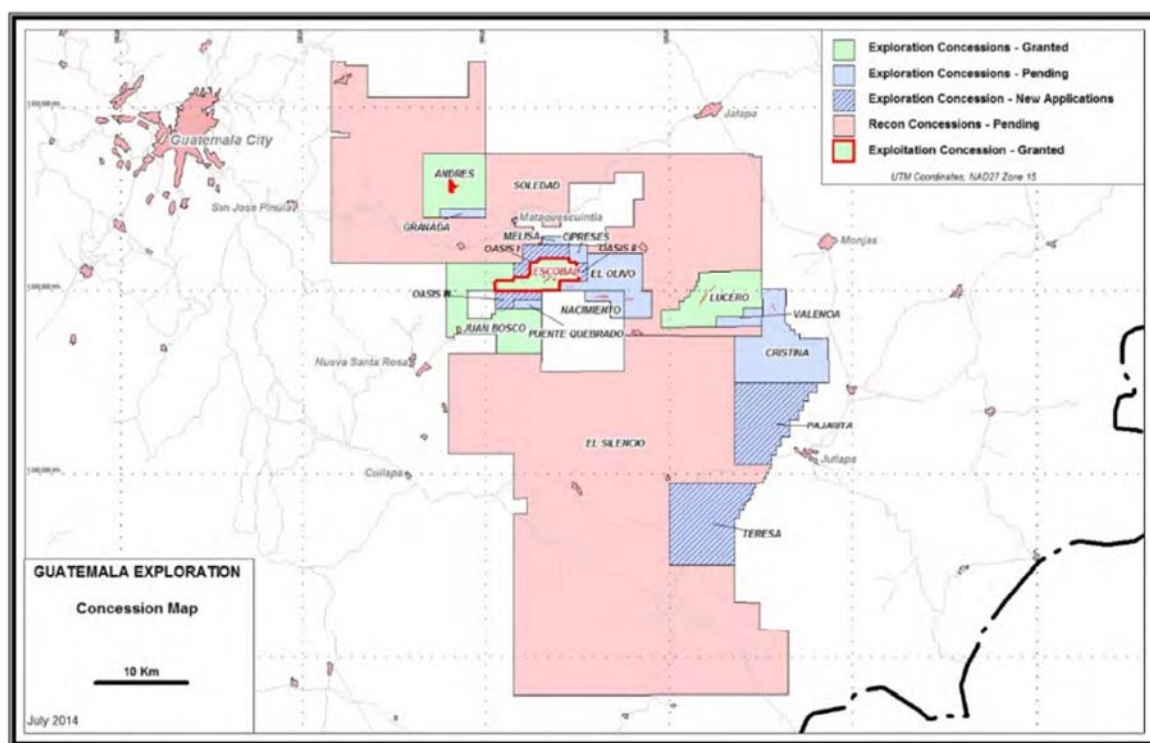 Exploration Concessions - Granted
Exploration Concessions - Pending
Exploration Concession - New Applications
Recon Concessions - Pending
Exploitation Concession - Granted
UTM Coordinates, NAD27 Zone 15
Guatemala City
Jalapa
ANDRES
SOLEDAD
San Jose Pinula
GRANADA
Mataquescuintla
MELISA
CIPRESES
OASIS I
OASIS II
Monjas
ESCOBAL
EL OLIVO
LUCERO
NACIMIENTO
VALENCIA
JUAN BOSCO
PUENTE QUEBRADO
CRISTINA
Nueva Santa Rosa
PAJARITA
EL SILENCIO
Jutiapa
Cuilapa
TERESA
GUATEMALA EXPLORATION
Concession Map
10 Km
July 2014